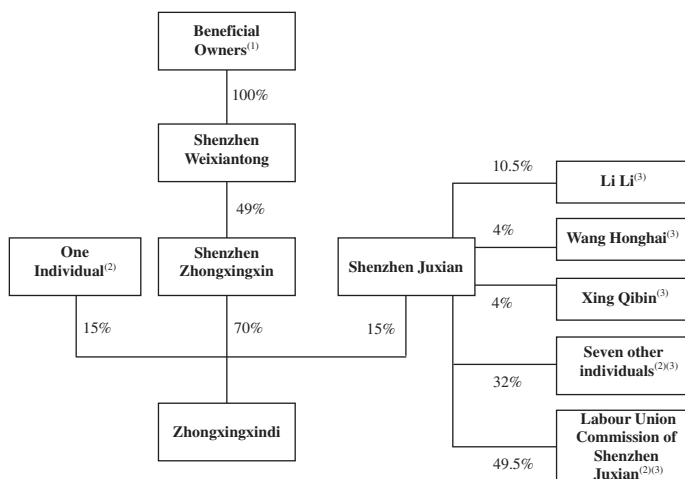 Beneficial
Owners(1)
100%
Shenzhen
Weixiantong
49%
One
Individual(2)
Shenzhen
Zhongxingxin
Shenzhen Juxian
15%
70%
15%
Zhongxingxindi
10.5%
Li Li(3)
4%
Wang Honghai(3)
4%
Xing Qibin(3)
32%
Seven other
individuals(2)(3)
49.5%
Labour Union
Commission of
Shenzhen
Juxian(2)(3)